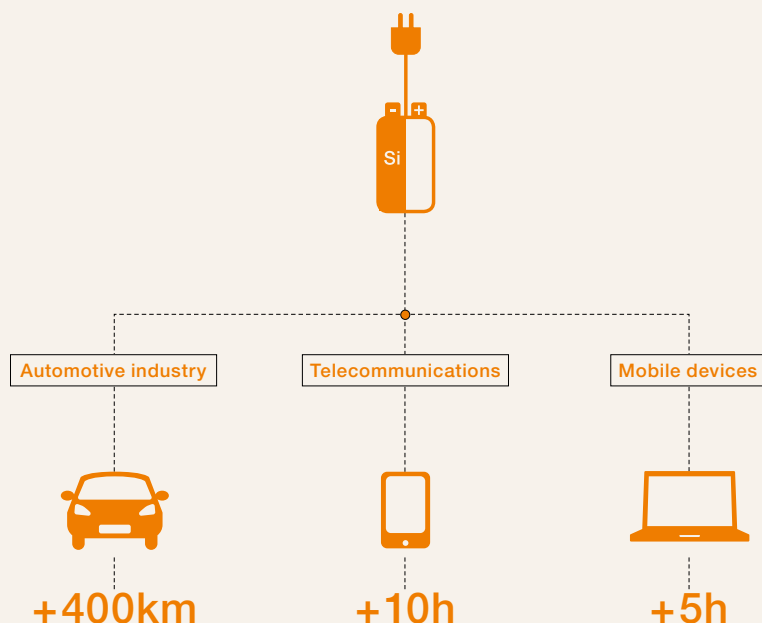 - +
Si
Automotive industry
Telecommunications
Mobile devices
+400km
+10h
+5h